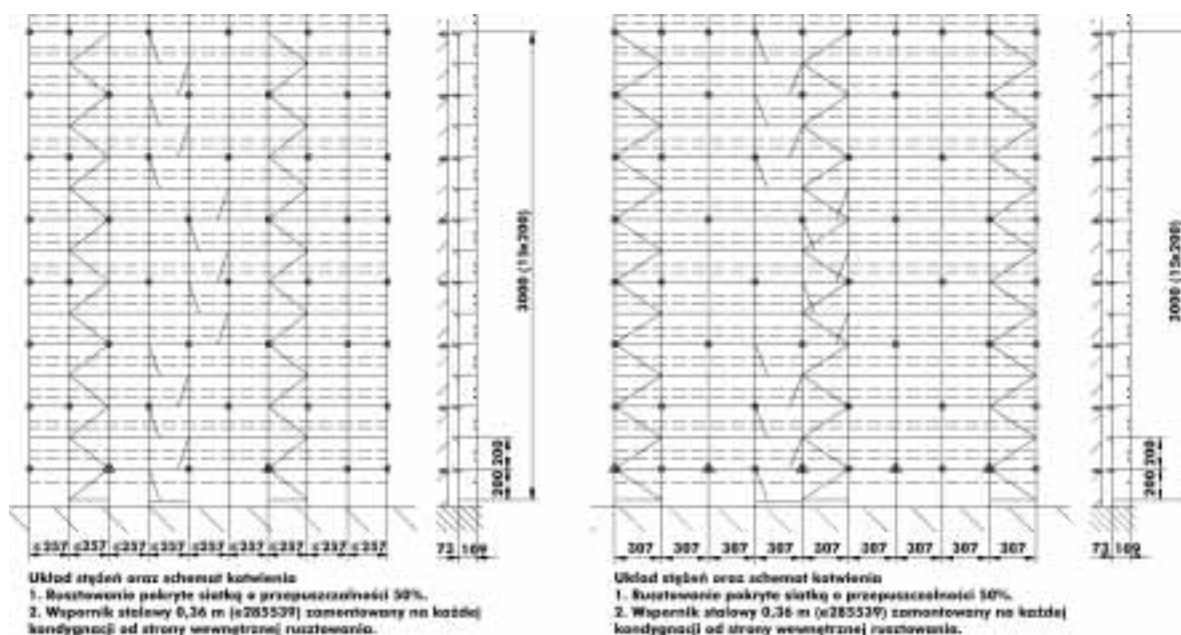 3000 (15x200)
200 200
≤257 ≤257 ≤257 ≤257 ≤257 ≤257 ≤257 ≤257 ≤257
73 109
Układ stężeń oraz schemat kotwienia
1. Rusztowanie pokryte siatką o przepuszczalności 50%.
2. Wspornik stalowy 0,36 m (e285539) zamontowany na każdej
kondygnacji od strony wewnętrznej rusztowania.
3000 (15x200)
200 200
307 307 307 307 307 307 307 307 307
73 109
Układ stężeń oraz schemat kotwienia
1. Rusztowanie pokryte siatką o przepuszczalności 50%.
2. Wspornik stalowy 0,36 m (e285539) zamontowany na każdej
kondygnacji od strony wewnętrznej rusztowania.